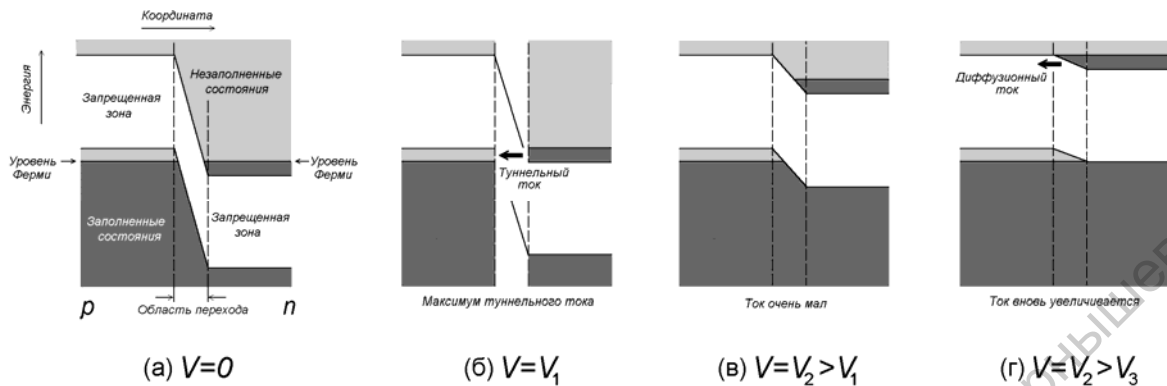 Координата
Энергия
Незаполненные
состояния
Запрещенная
зона
Уровень
Ферми
Уровень
Ферми
Заполненные
состояния
Запрещенная
зона
p
Область перехода
n
(а) V=0
Туннельный
ток
Максимум туннельного тока
(б) V=V₁
Ток очень мал
(в) V=V₂>V₁
Диффузионный
ток
Ток вновь увеличивается
(г) V=V₂>V₃